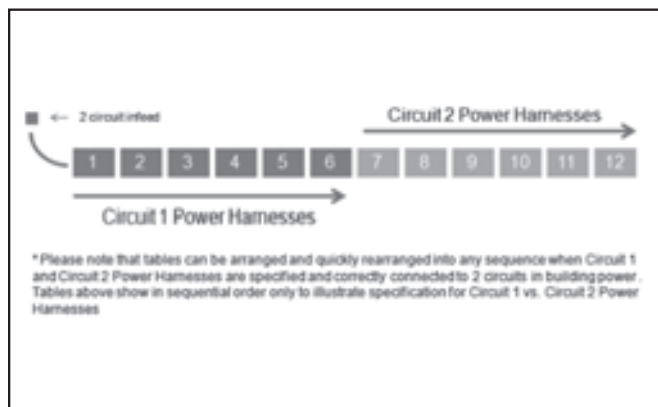 Circuit 2 Power Harnesses
← 2 circuit infeed
1 2 3 4 5 6 7 8 9 10 11 12
Circuit 1 Power Harnesses
* Please note that tables can be arranged and quickly rearranged into any sequence when Circuit 1
and Circuit 2 Power Harnesses are specified and correctly connected to 2 circuits in building power.
Tables above show in sequential order only to illustrate specification for Circuit 1 vs. Circuit 2 Power
Harnesses